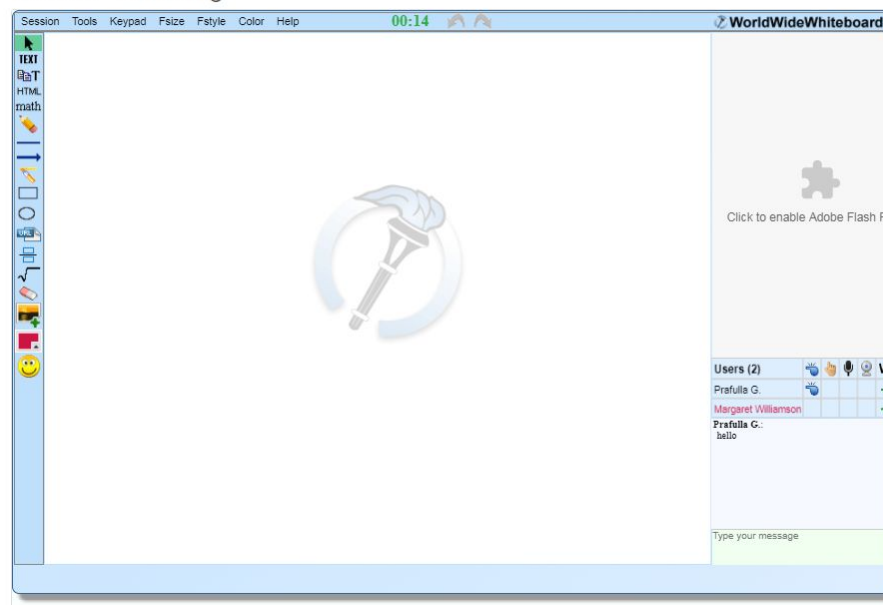 Session Tools Keypad Fsize Fstyle Color Help 00:14 WorldWideWhiteboard
TEXT
T
HTML
math
Click to enable Adobe Flash
Users (2)
Prafulla G.
Margaret Williamson
Prafulla G.:
hello
Type your message